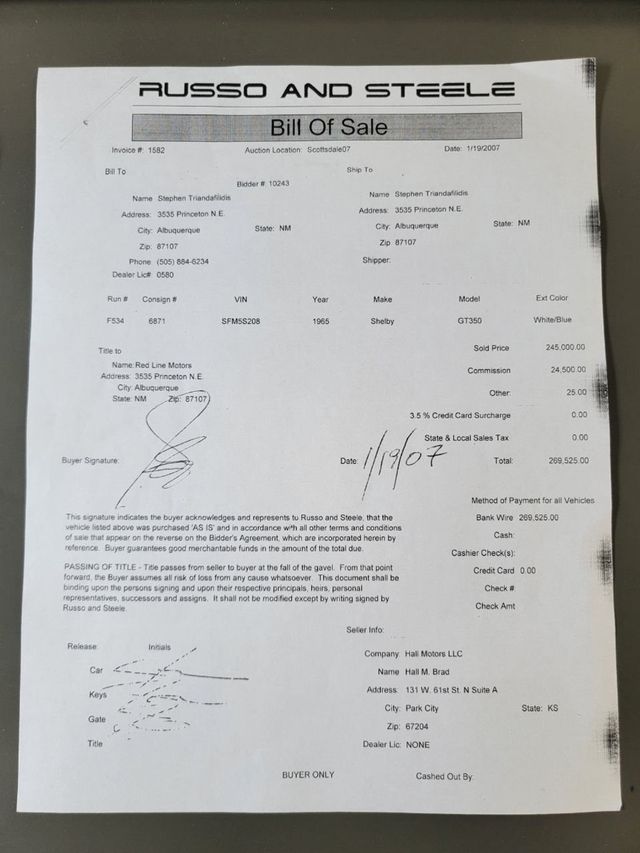 RUSSO AND STEELE
Bill Of Sale
Invoice #: 1582 Auction Location: Scottsdale07 Date: 1/19/2007
Bill To
Bidder #: 10243
Name Stephen Triandafilidis
Address: 3535 Princeton N.E.
City: Albuquerque State: NM
Zip: 87107
Phone: (505) 884-6234
Dealer Lic# 0580
Ship To
Name Stephen Triandafilidis
Address: 3535 Princeton N.E.
City: Albuquerque State: NM
Zip 87107
Shipper:
Run # Consign # VIN Year Make Model Ext Color
F534 6871 SFM5S208 1965 Shelby GT350 White/Blue
Title to
Name: Red Line Motors
Address: 3535 Princeton N.E.
City: Albuquerque
State: NM Zip: 87107
Sold Price 245,000.00
Commission 24,500.00
Other: 25.00
3.5 % Credit Card Surcharge 0.00
State & Local Sales Tax 0.00
Total: 269,525.00
Buyer Signature: Date: 1/19/07
This signature indicates the buyer acknowledges and represents to Russo and Steele, that the
vehicle listed above was purchased 'AS IS' and in accordance with all other terms and conditions
of sale that appear on the reverse on the Bidder's Agreement, which are incorporated herein by
reference. Buyer guarantees good merchantable funds in the amount of the total due.
PASSING OF TITLE - Title passes from seller to buyer at the fall of the gavel. From that point
forward, the Buyer assumes all risk of loss from any cause whatsoever. This document shall be
binding upon the persons signing and upon their respective principals, heirs, personal
representatives, successors and assigns. It shall not be modified except by writing signed by
Russo and Steele.
Method of Payment for all Vehicles
Bank Wire 269,525.00
Cash:
Cashier Check(s):
Credit Card 0.00
Check #
Check Amt
Release: Initials
Car
Keys
Gate
Title
Seller Info:
Company: Hall Motors LLC
Name Hall M. Brad
Address: 131 W. 61st St. N Suite A
City: Park City State: KS
Zip: 67204
Dealer Lic: NONE
BUYER ONLY Cashed Out By: